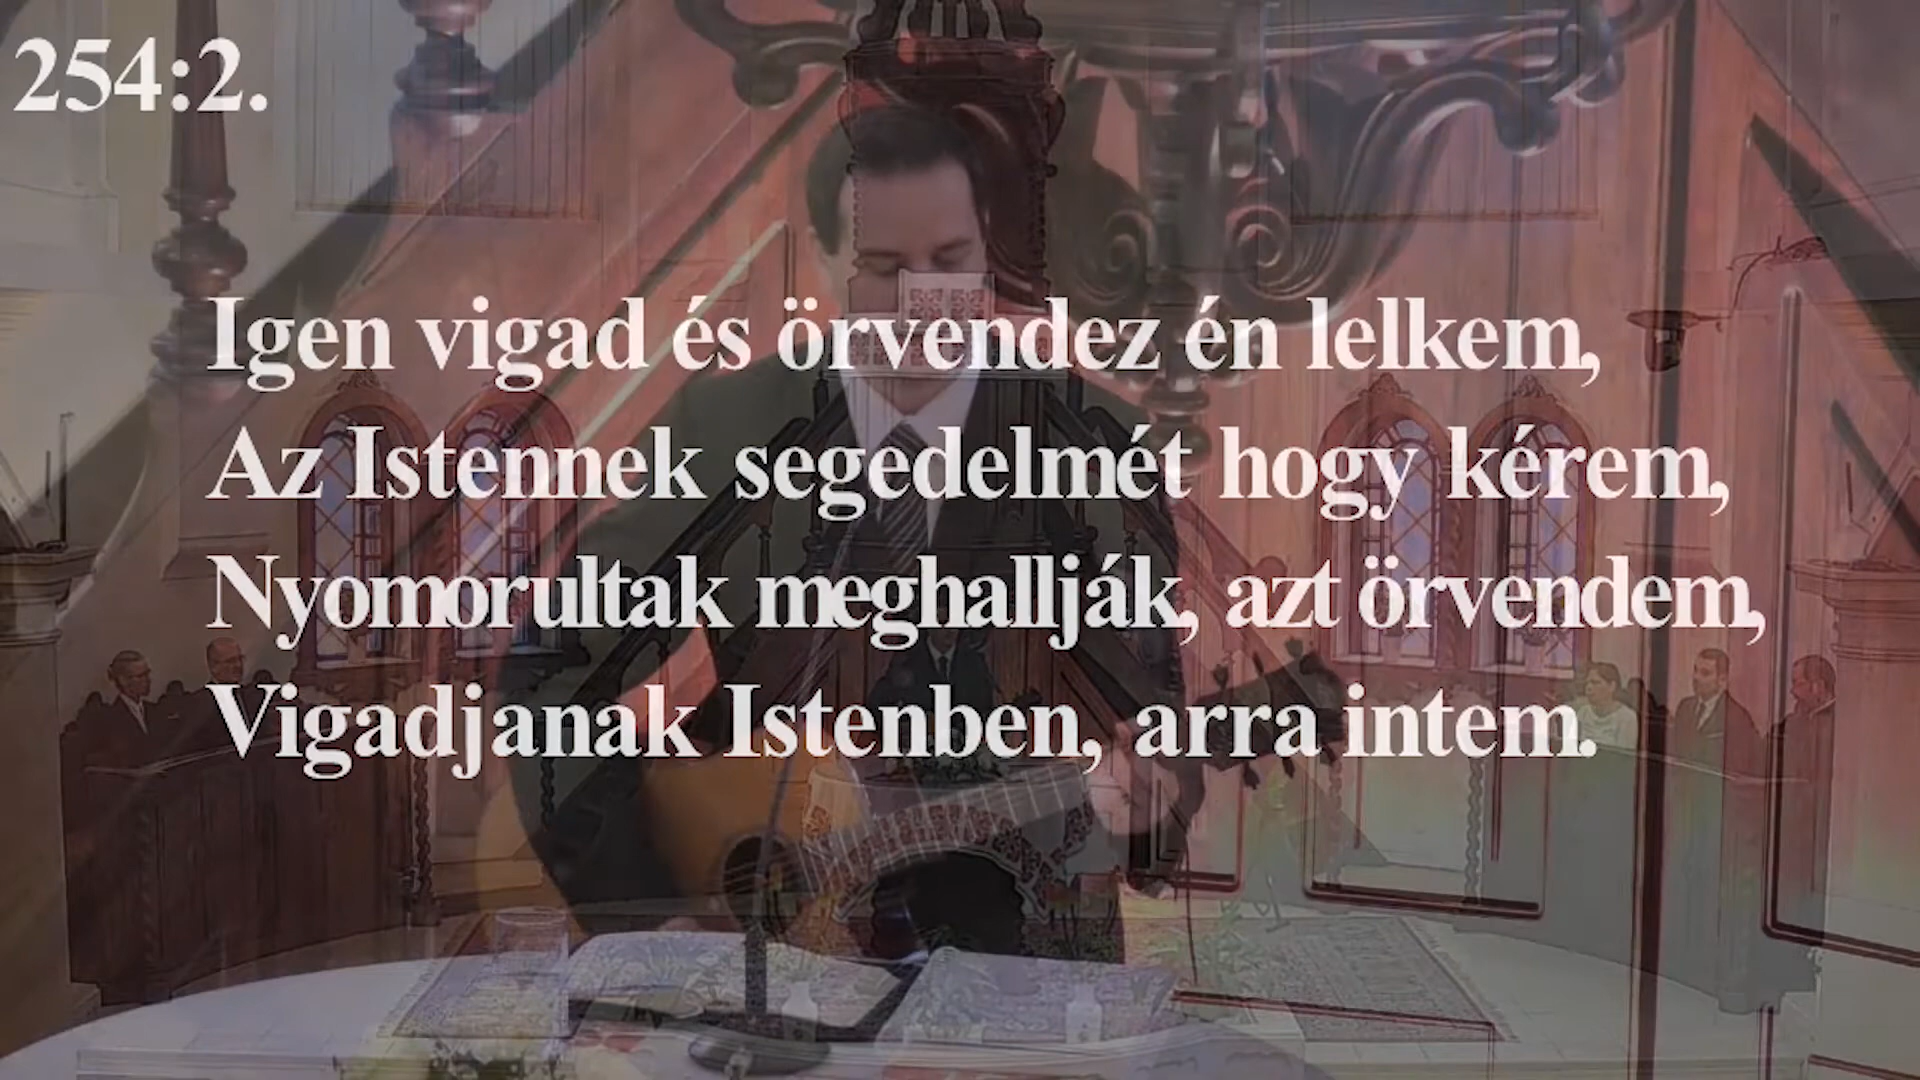 254:2.
Igen vigad és örvendez én lelkem,
Az Istennek segedelmét hogy kérem,
Nyomorultak meghallják, azt örvendem,
Vigadjanak Istenben, arra intem.